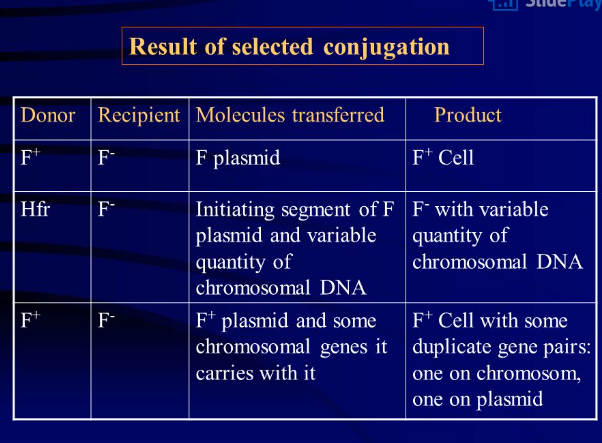 SlidePlay
Result of selected conjugation
Donor Recipient Molecules transferred Product
F+ F- F plasmid F+ Cell
Hfr F- Initiating segment of F F- with variable
plasmid and variable quantity of
quantity of chromosomal DNA
chromosomal DNA
F+ F- F+ plasmid and some F+ Cell with some
chromosomal genes it duplicate gene pairs:
carries with it one on chromosom,
one on plasmid